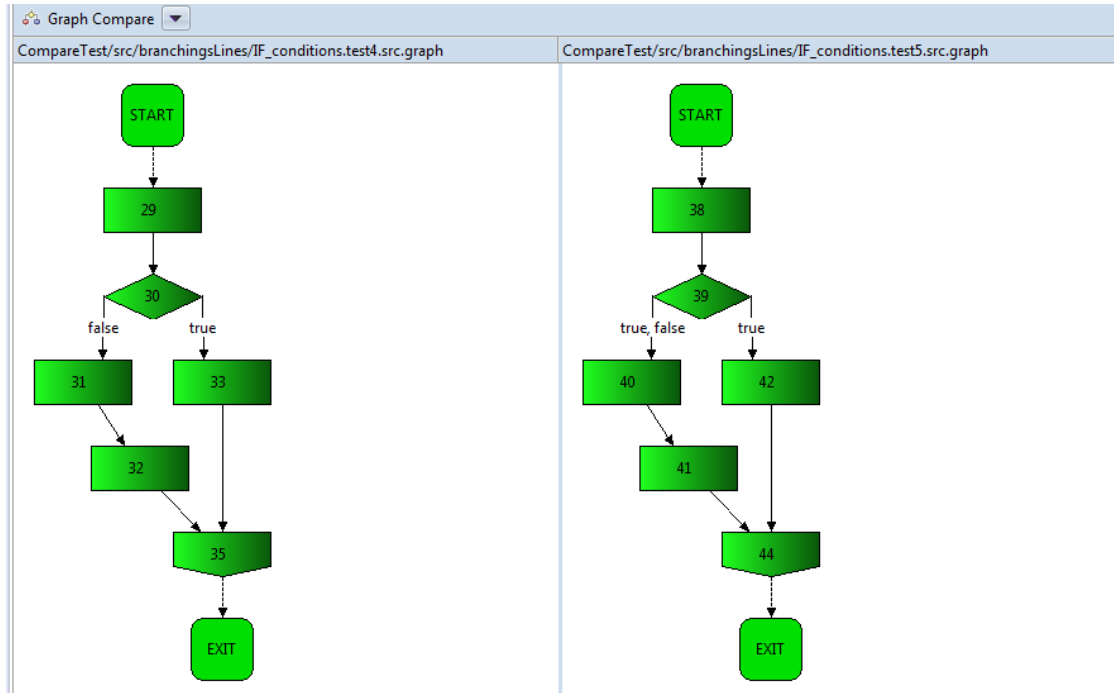 Graph Compare
CompareTest/src/branchingsLines/IF_conditions.test4.src.graph
CompareTest/src/branchingsLines/IF_conditions.test5.src.graph
START
29
30
false
true
31
33
32
35
EXIT
START
38
39
true, false
true
40
42
41
44
EXIT